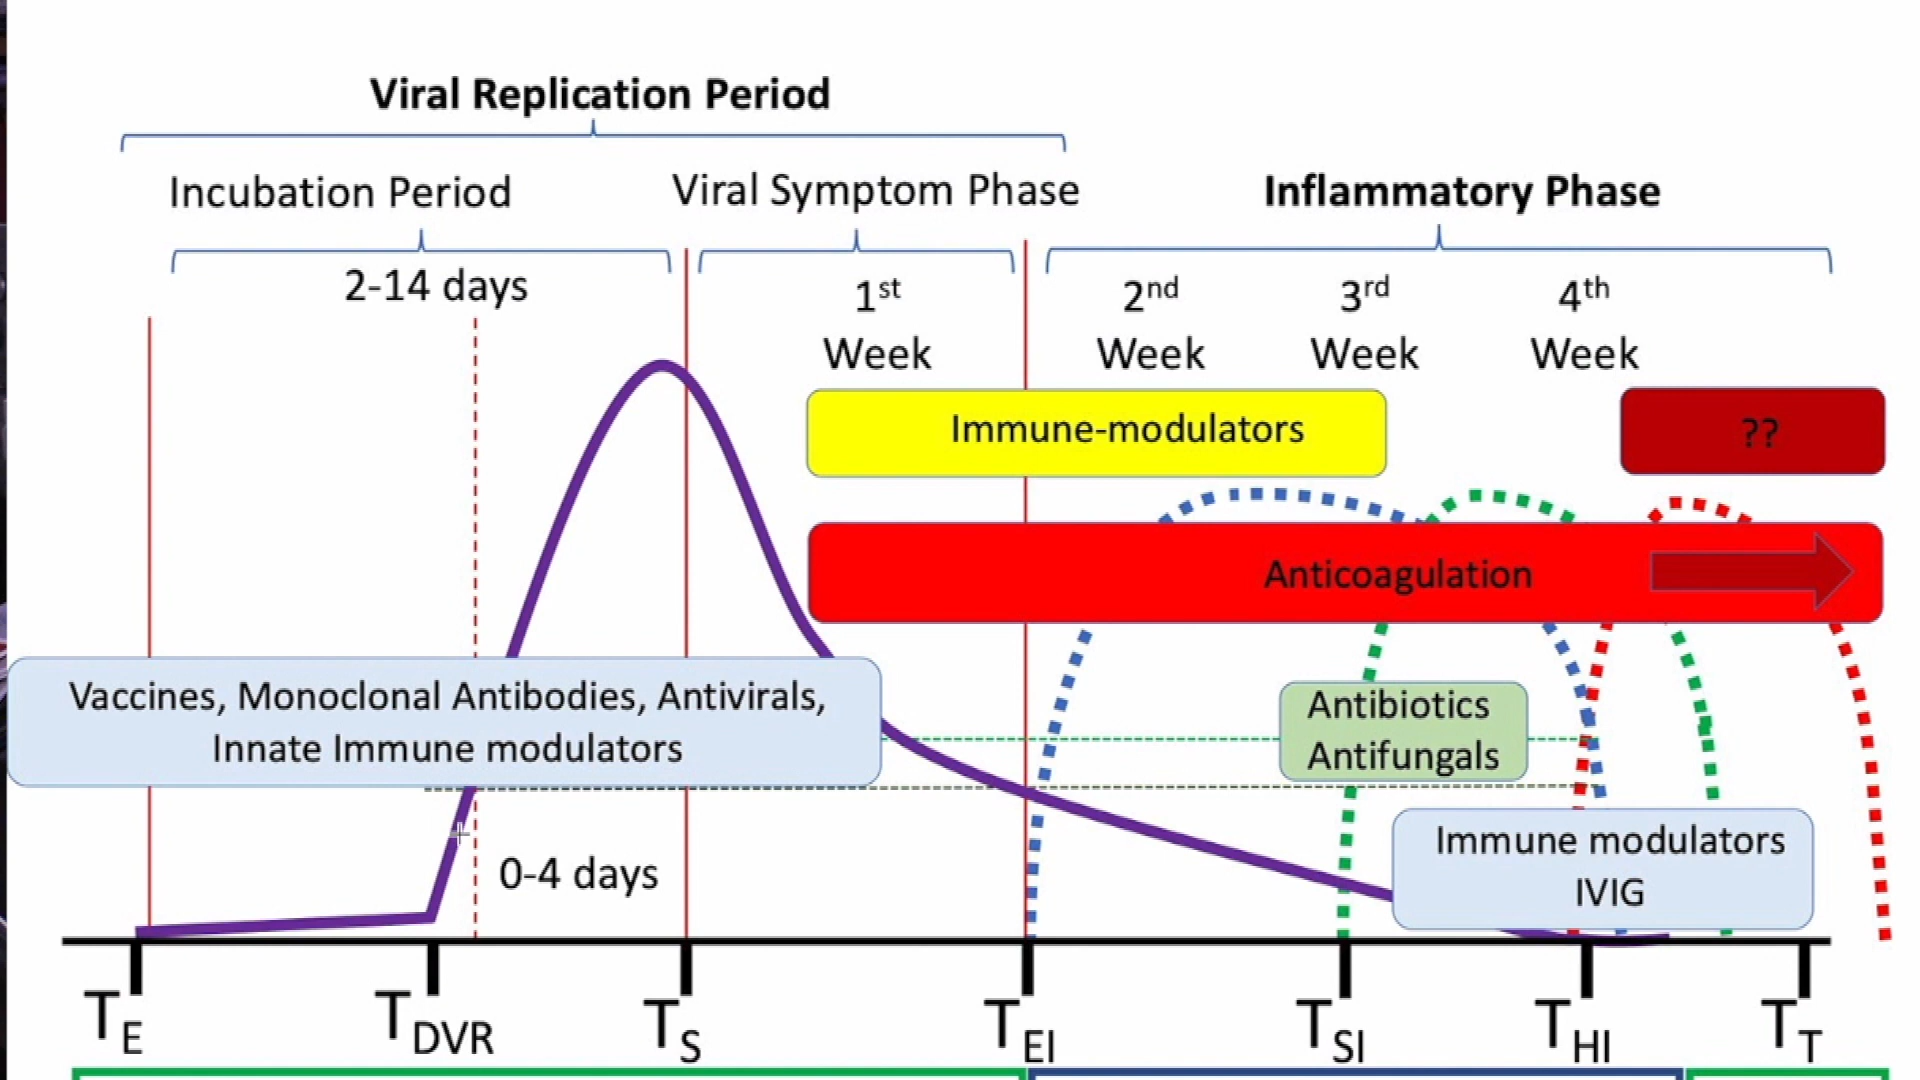 Viral Replication Period
Incubation Period
Viral Symptom Phase
Inflammatory Phase
2-14 days
1st
Week
2nd
Week
3rd
Week
4th
Week
Immune-modulators
??
Anticoagulation
Vaccines, Monoclonal Antibodies, Antivirals,
Innate Immune modulators
Antibiotics
Antifungals
0-4 days
Immune modulators
IVIG
TE
TDVR
TS
TEI
TSI
THI
TT